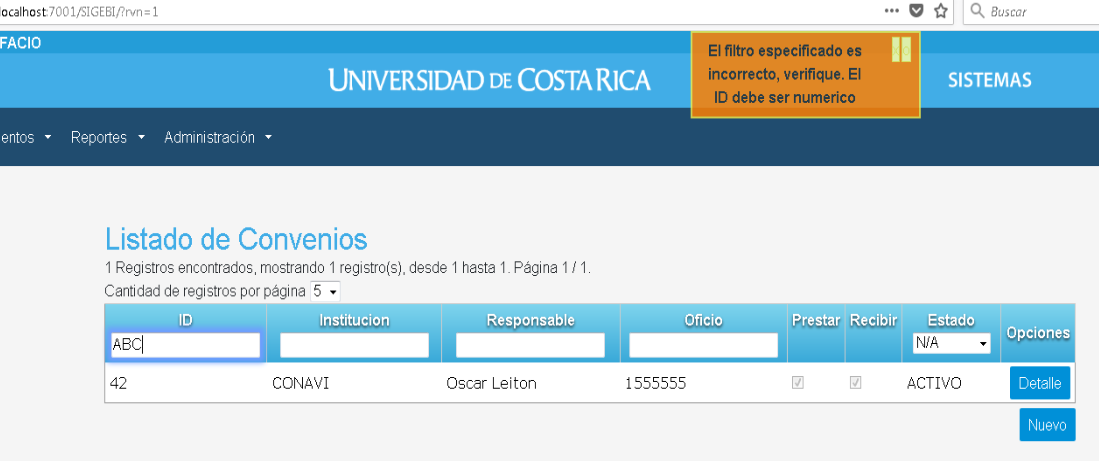 localhost:7001/SIGEBI/?rvn=1
Buscar
FACIO
El filtro especificado es
incorrecto, verifique. El
ID debe ser numerico
UNIVERSIDAD DE COSTA RICA
SISTEMAS
entos Reportes Administración
Listado de Convenios
1 Registros encontrados, mostrando 1 registro(s), desde 1 hasta 1. Página 1 / 1.
Cantidad de registros por página 5
ID Institucion Responsable Oficio Prestar Recibir Estado Opciones
ABC N/A
42 CONAVI Oscar Leiton 1555555 ACTIVO Detalle
Nuevo